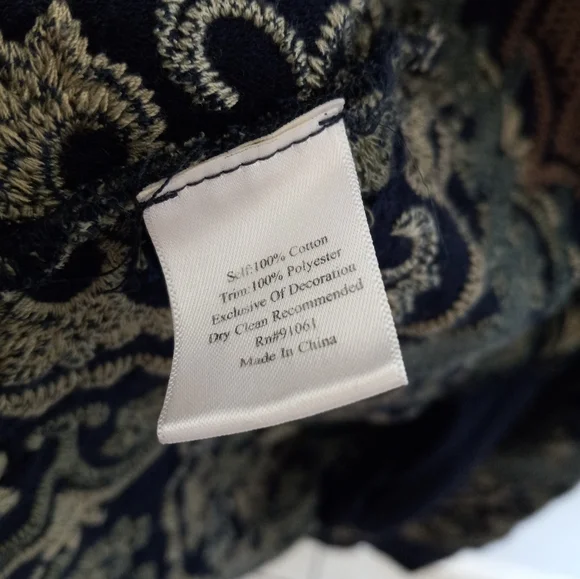 Self:100% Cotton
Trim:100% Polyester
Exclusive Of Decoration
Dry Clean Recommended
Rn#91061
Made In China